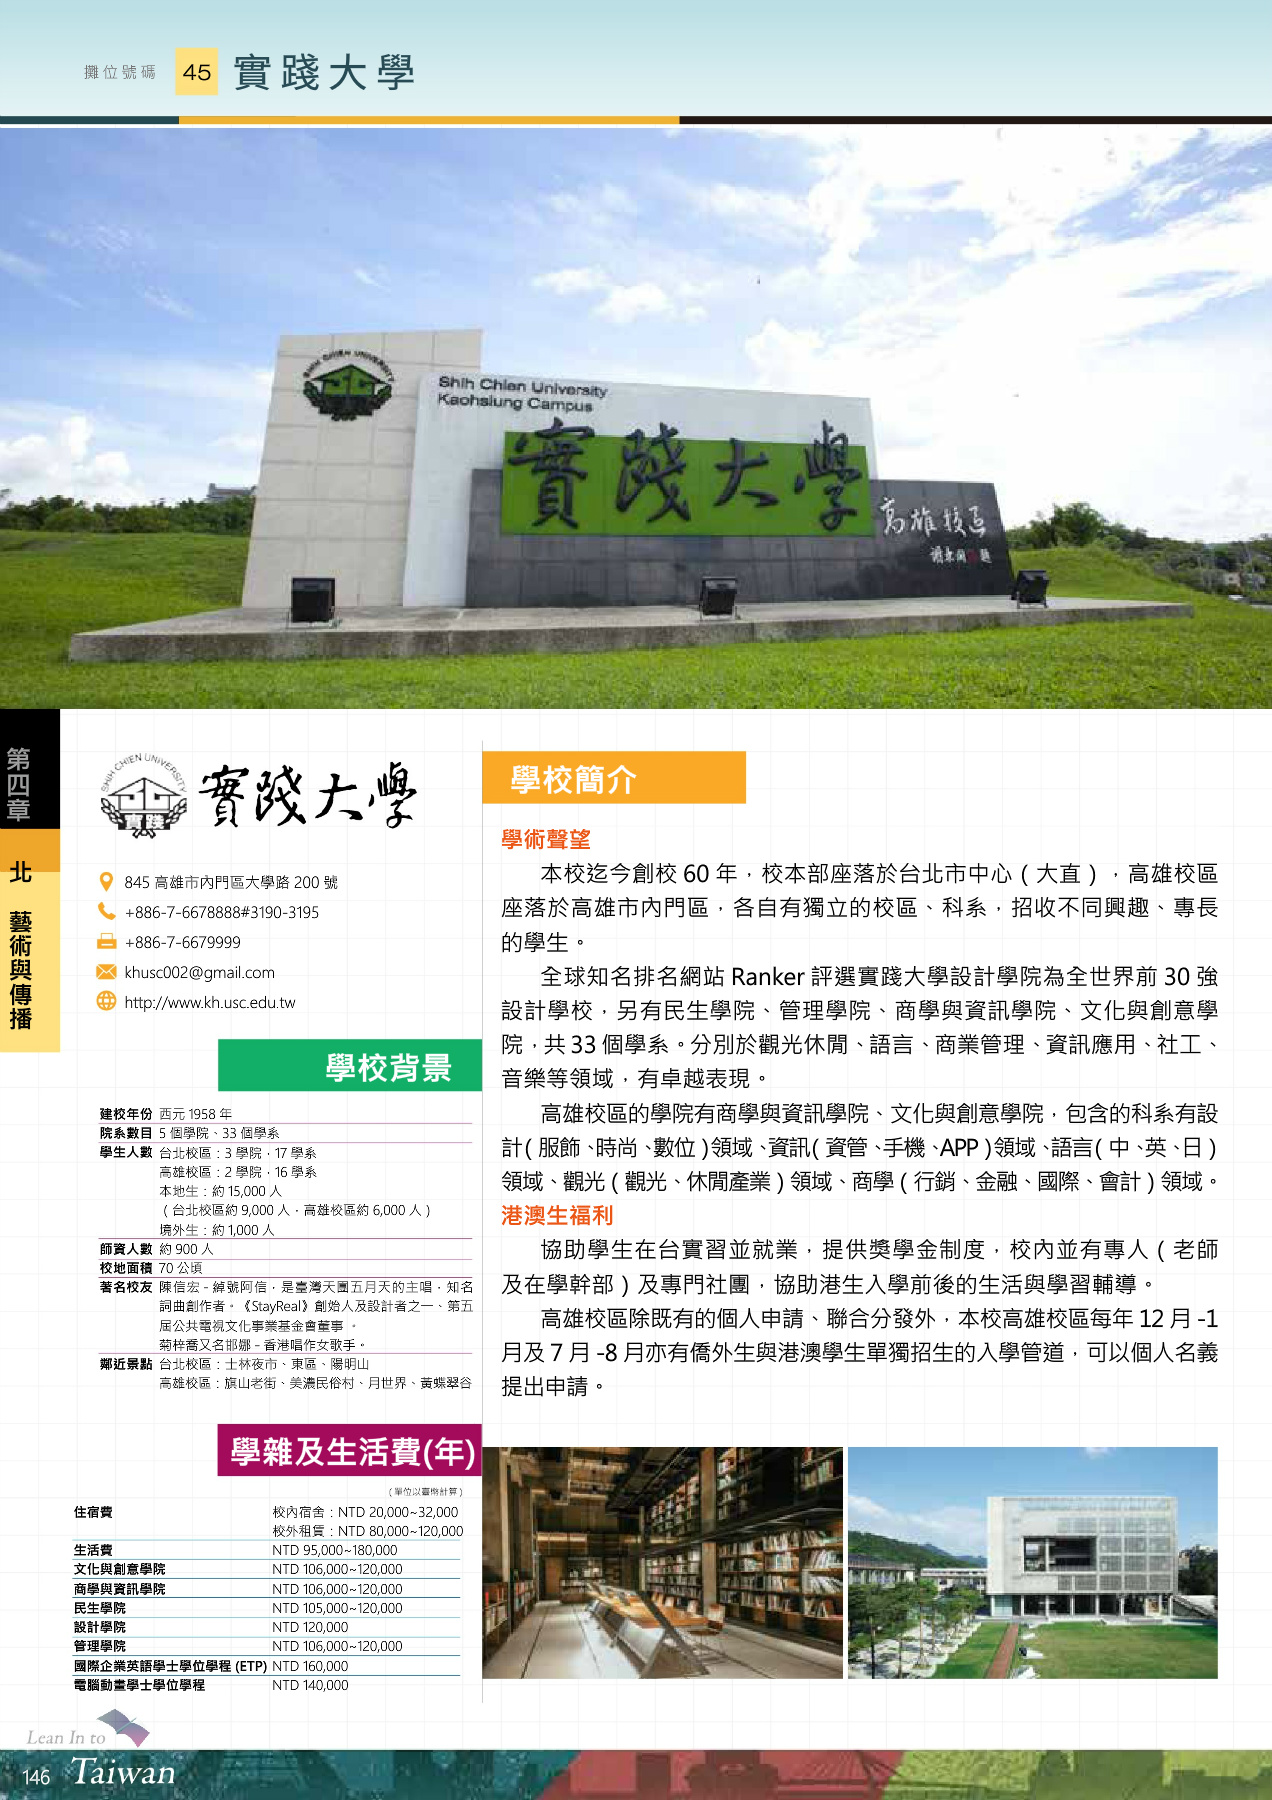 攤位號碼 45 實踐大學
SHIH CHIEN UNIVERSITY
Shih Chien University
Kaohsiung Campus
實踐大學
高雄校區
謝東閔題
第四章
北 藝術與傳播
SHIH CHIEN UNIVERSITY
實踐
實踐大學
845 高雄市內門區大學路 200 號
+886-7-6678888#3190-3195
+886-7-6679999
khusc002@gmail.com
http://www.kh.usc.edu.tw
學校背景
建校年份 西元 1958 年
院系數目 5 個學院、33 個學系
學生人數 台北校區:3 學院,17 學系
高雄校區:2 學院,16 學系
本地生:約 15,000 人
(台北校區約 9,000 人,高雄校區約 6,000 人)
境外生:約 1,000 人
師資人數 約 900 人
校地面積 70 公頃
著名校友 陳信宏 - 綽號阿信,是臺灣天團五月天的主唱,知名
詞曲創作者。《StayReal》創始人及設計者之一、第五
屆公共電視文化事業基金會董事 。
菊梓喬又名邯娜 - 香港唱作女歌手。
鄰近景點 台北校區:士林夜市、東區、陽明山
高雄校區:旗山老街、美濃民俗村、月世界、黃蝶翠谷
學雜及生活費(年)
(單位以臺幣計算)
住宿費 校內宿舍:NTD 20,000~32,000
校外租賃:NTD 80,000~120,000
生活費 NTD 95,000~180,000
文化與創意學院 NTD 106,000~120,000
商學與資訊學院 NTD 106,000~120,000
民生學院 NTD 105,000~120,000
設計學院 NTD 120,000
管理學院 NTD 106,000~120,000
國際企業英語學士學位學程 (ETP) NTD 160,000
電腦動畫學士學位學程 NTD 140,000
學校簡介
學術聲望
本校迄今創校 60 年,校本部座落於台北市中心(大直),高雄校區
座落於高雄市內門區,各自有獨立的校區、科系,招收不同興趣、專長
的學生。
全球知名排名網站 Ranker 評選實踐大學設計學院為全世界前 30 強
設計學校,另有民生學院、管理學院、商學與資訊學院、文化與創意學
院,共 33 個學系。分別於觀光休閒、語言、商業管理、資訊應用、社工、
音樂等領域,有卓越表現。
高雄校區的學院有商學與資訊學院、文化與創意學院,包含的科系有設
計(服飾、時尚、數位)領域、資訊(資管、手機、APP)領域、語言(中、英、日)
領域、觀光(觀光、休閒產業)領域、商學(行銷、金融、國際、會計)領域。
港澳生福利
協助學生在台實習並就業,提供獎學金制度,校內並有專人(老師
及在學幹部)及專門社團,協助港生入學前後的生活與學習輔導。
高雄校區除既有的個人申請、聯合分發外,本校高雄校區每年 12 月 -1
月及 7 月 -8 月亦有僑外生與港澳學生單獨招生的入學管道,可以個人名義
提出申請。
Lean In to
146 Taiwan